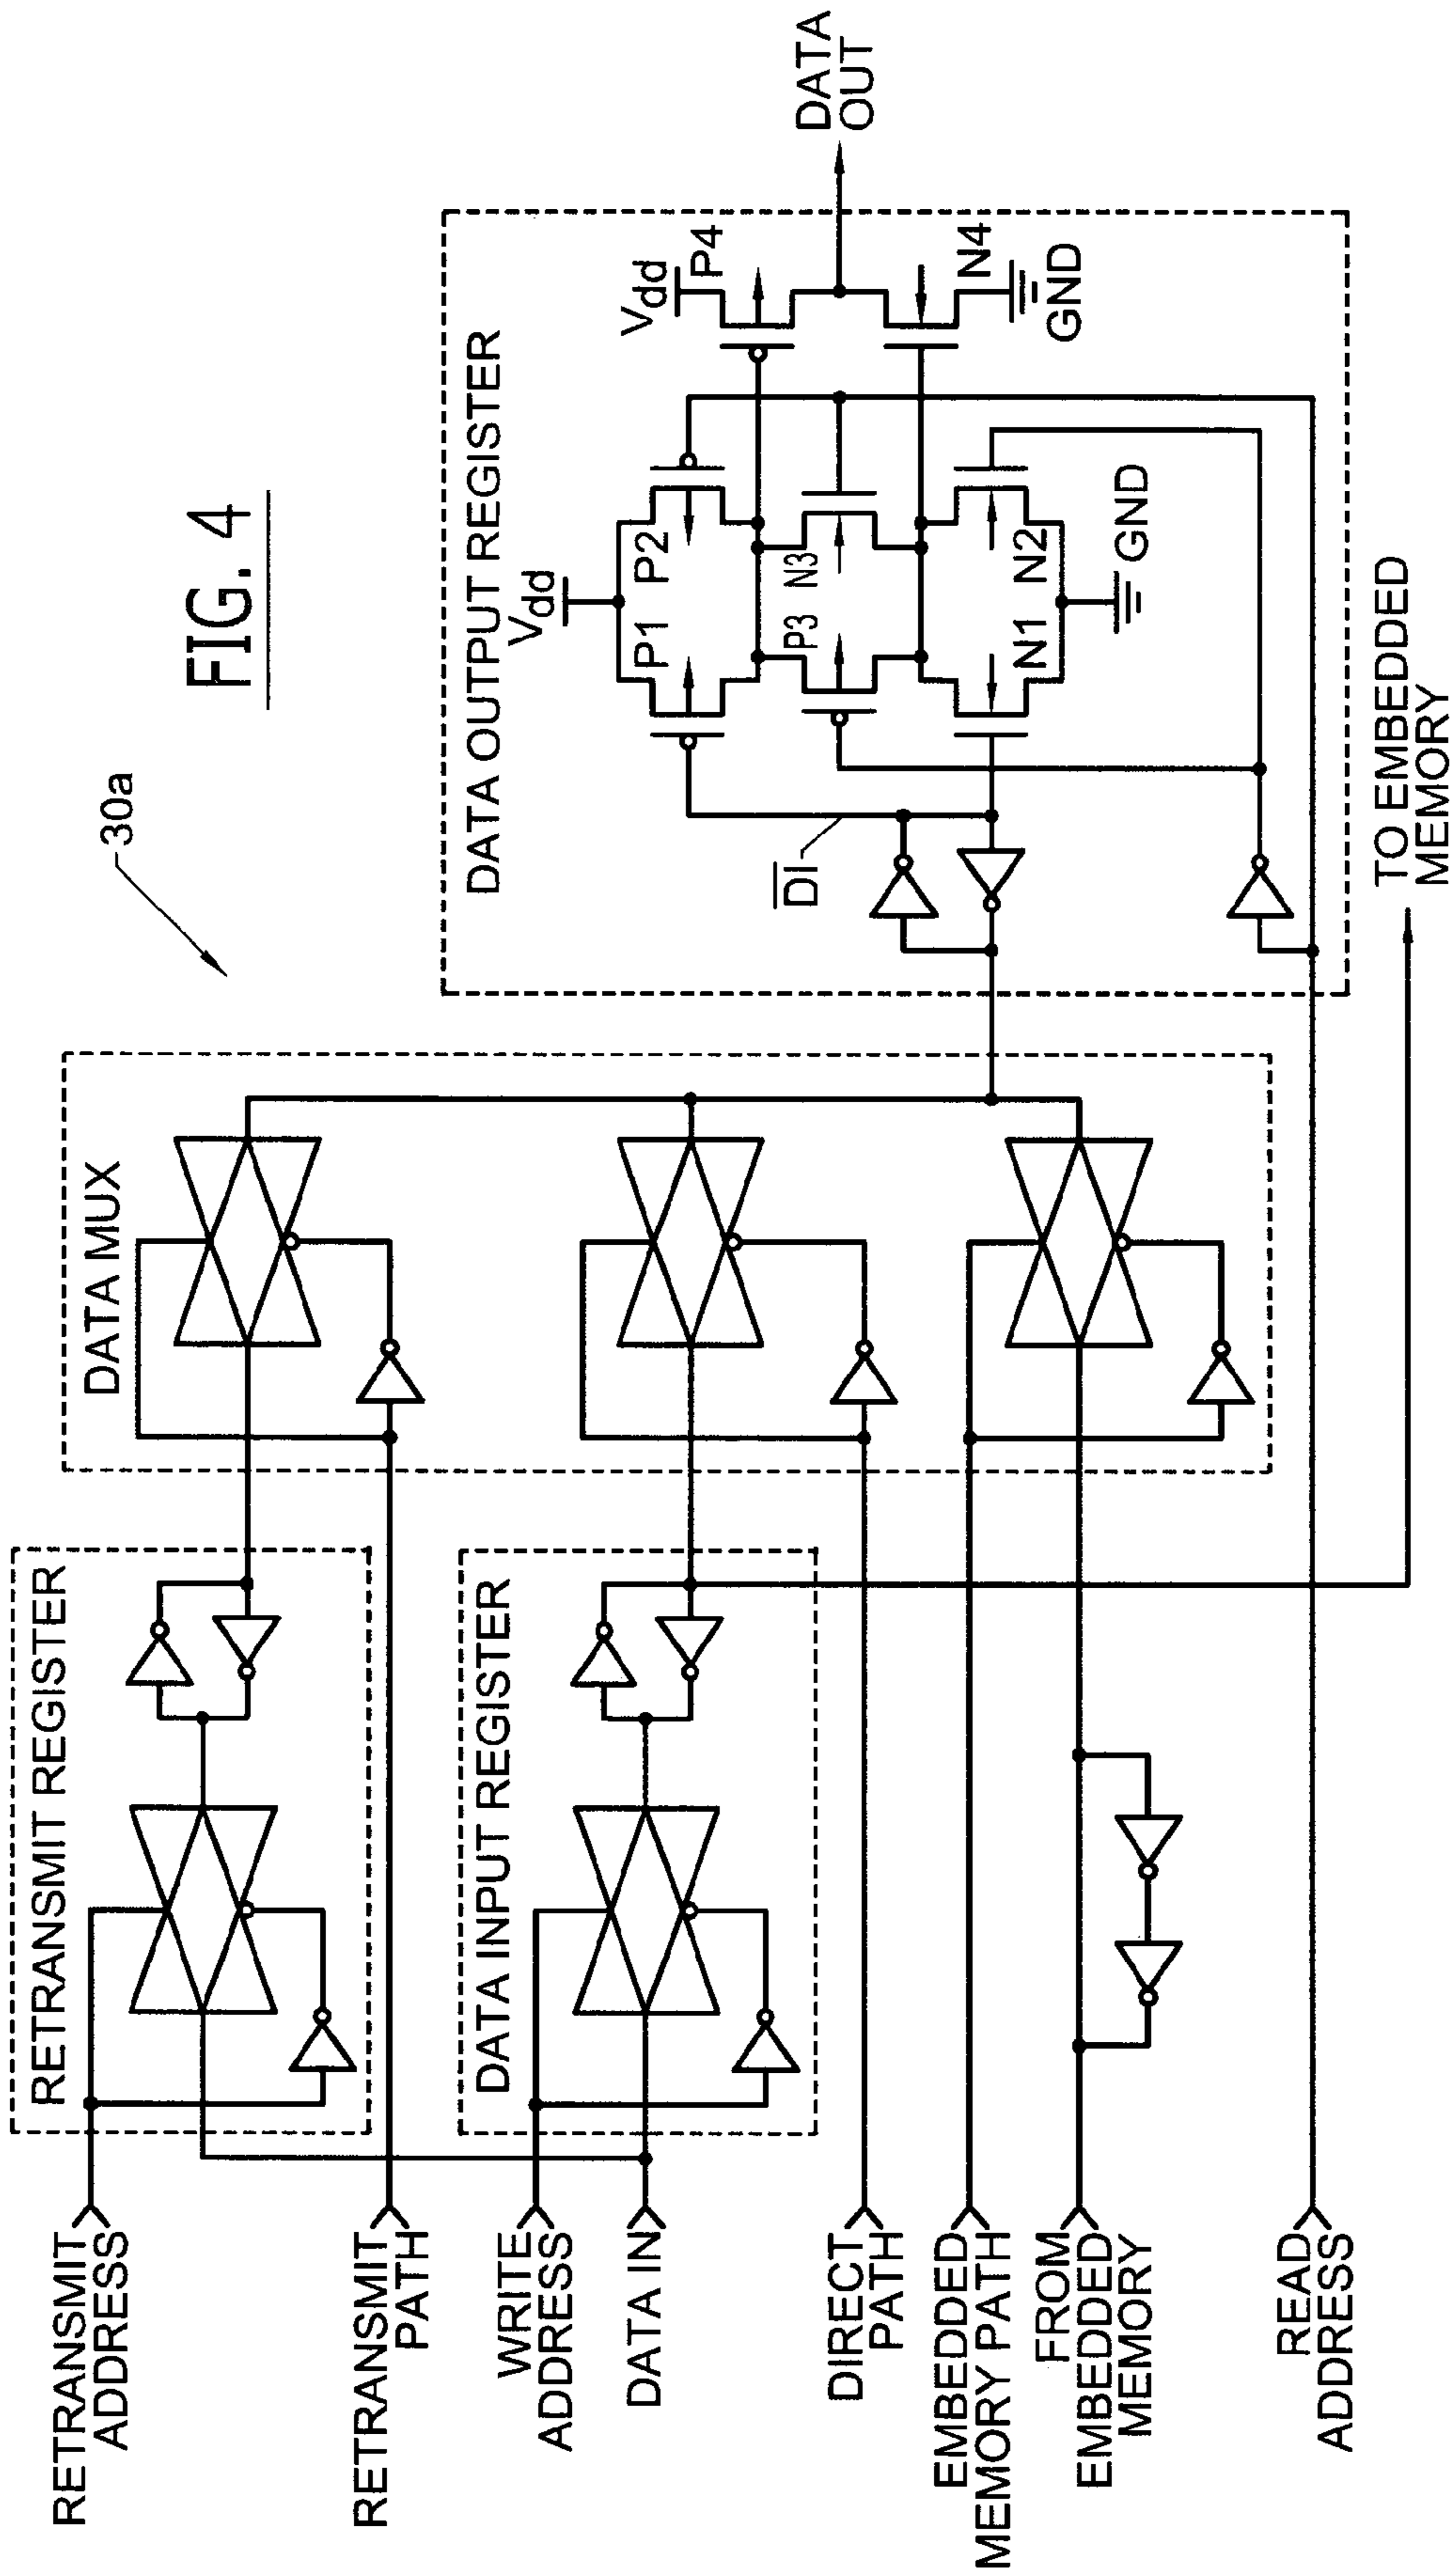 FIG. 4
30a
RETRANSMIT REGISTER
DATA MUX
DATA OUTPUT REGISTER
DATA INPUT REGISTER
RETRANSMIT
ADDRESS
RETRANSMIT
PATH
WRITE
ADDRESS
DATA IN
DIRECT
PATH
EMBEDDED
MEMORY PATH
FROM
EMBEDDED
MEMORY
READ
ADDRESS
DI
Vdd
P1
P2
P3
N3
N1
N2
GND
Vdd
P4
N4
GND
DATA
OUT
TO EMBEDDED
MEMORY